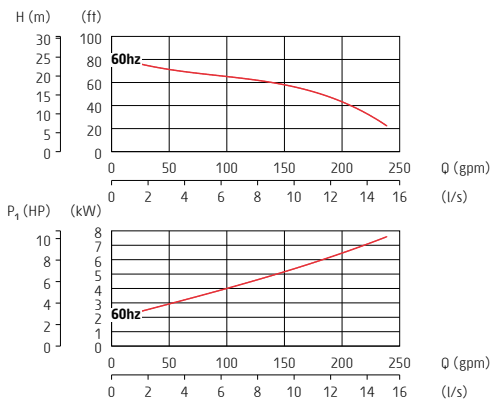 H (m) (ft)
30 100
25 80
20 60
15
10 40
5 20
0 0
60hz
0 50 100 150 200 250 Q (gpm)
0 2 4 6 8 10 12 14 16 (l/s)
P1 (HP) (kW)
10 8
8 7
6 6
4 5
2 4
0 3
2
1
0
60hz
0 50 100 150 200 250 Q (gpm)
0 2 4 6 8 10 12 14 16 (l/s)